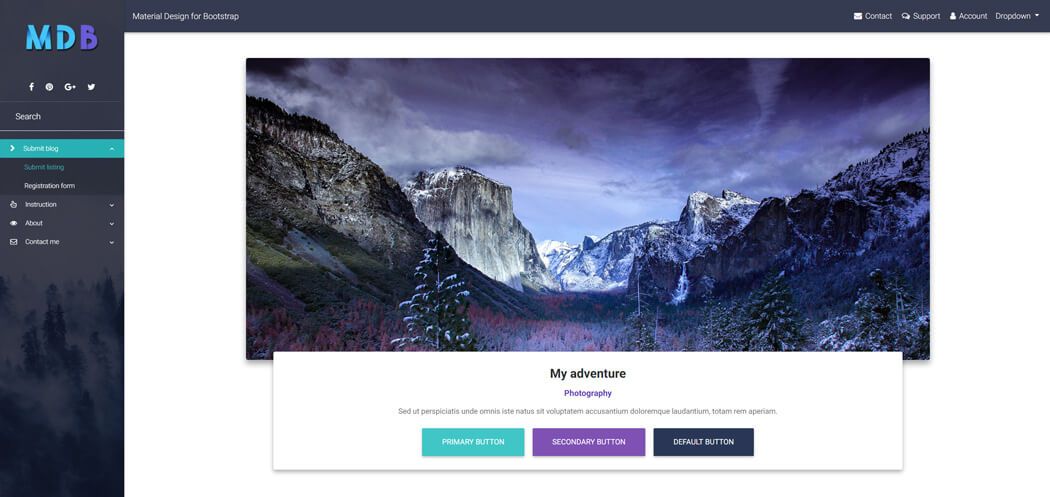 MDB
Search
Submit blog
Submit listing
Registration form
Instruction
About
Contact me
Material Design for Bootstrap
Contact Support Account Dropdown
My adventure
Photography
Sed ut perspiciatis unde omnis iste natus sit voluptatem accusantium doloremque laudantium, totam rem aperiam.
PRIMARY BUTTON SECONDARY BUTTON DEFAULT BUTTON